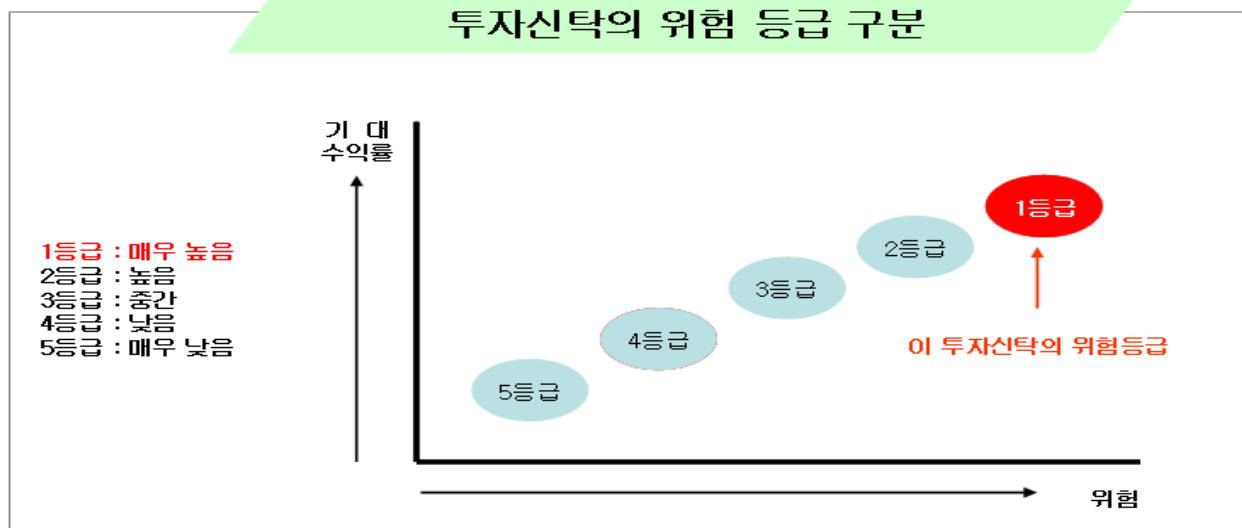 투자신탁의 위험 등급 구분
기 대
수익률
1등급 : 매우 높음
2등급 : 높음
3등급 : 중간
4등급 : 낮음
5등급 : 매우 낮음
1등급
2등급
3등급
4등급
5등급
이 투자신탁의 위험등급
위험